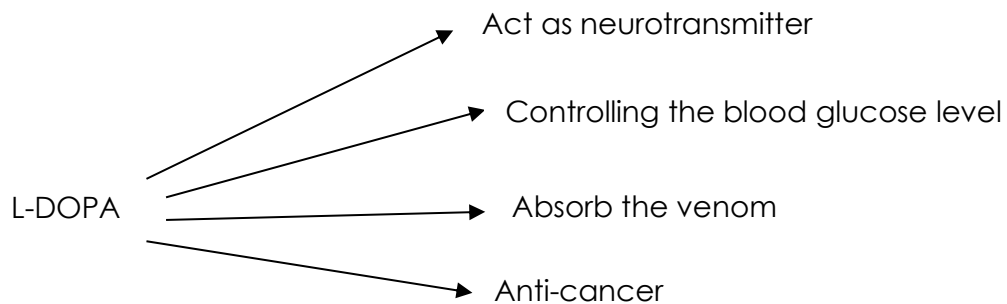 Act as neurotransmitter
Controlling the blood glucose level
L-DOPA
Absorb the venom
Anti-cancer